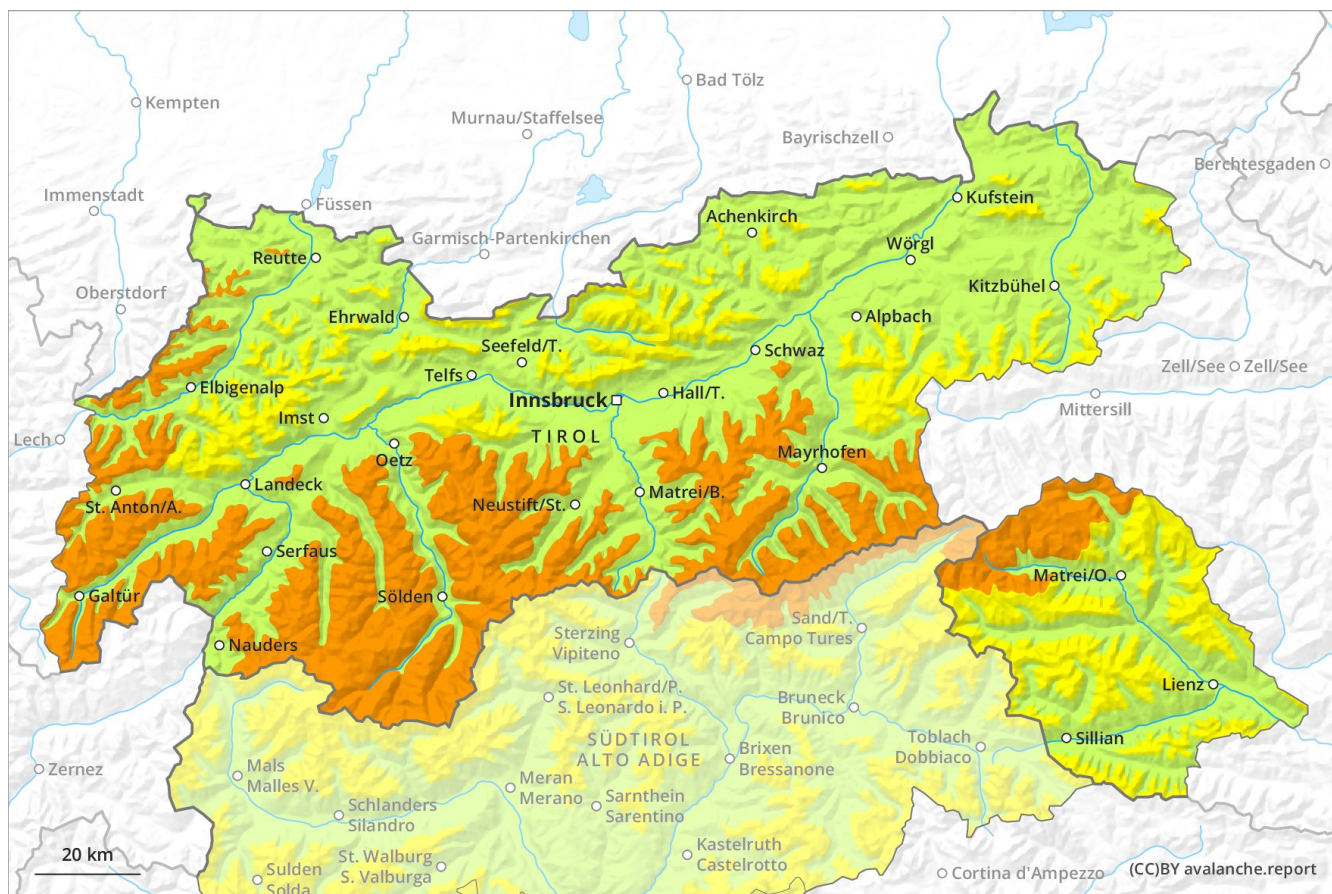 Kempten
Bad Tölz
Murnau/Staffelsee
Bayrischzell
Berchtesgaden
Immenstadt
Füssen
Kufstein
Achenkirch
Garmisch-Partenkirchen
Wörgl
Reutte
Oberstdorf
Kitzbühel
Ehrwald
Alpbach
Seefeld/T.
Schwaz
Telfs
Zell/See
Zell/See
Elbigenalp
Hall/T.
Innsbruck
Mittersill
Imst
Lech
TIROL
Oetz
Mayrhofen
Landeck
Matrei/B.
St. Anton/A.
Neustift/St.
Serfaus
Matrei/O.
Galtür
Sölden
Sand/T.
Campo Tures
Sterzing
Vipiteno
Nauders
Lienz
St. Leonhard/P.
S. Leonardo i. P.
Bruneck
Brunico
Sillian
SÜDTIROL
ALTO ADIGE
Toblach
Dobbiaco
Brixen
Bressanone
Zernez
Mals
Malles V.
Meran
Merano
Sarnthein
Sarentino
Schlanders
Silandro
Kastelruth
Castelrotto
20 km
St. Walburg
S. Valburga
Sulden
Solda
Cortina d'Ampezzo
(CC)BY avalanche.report